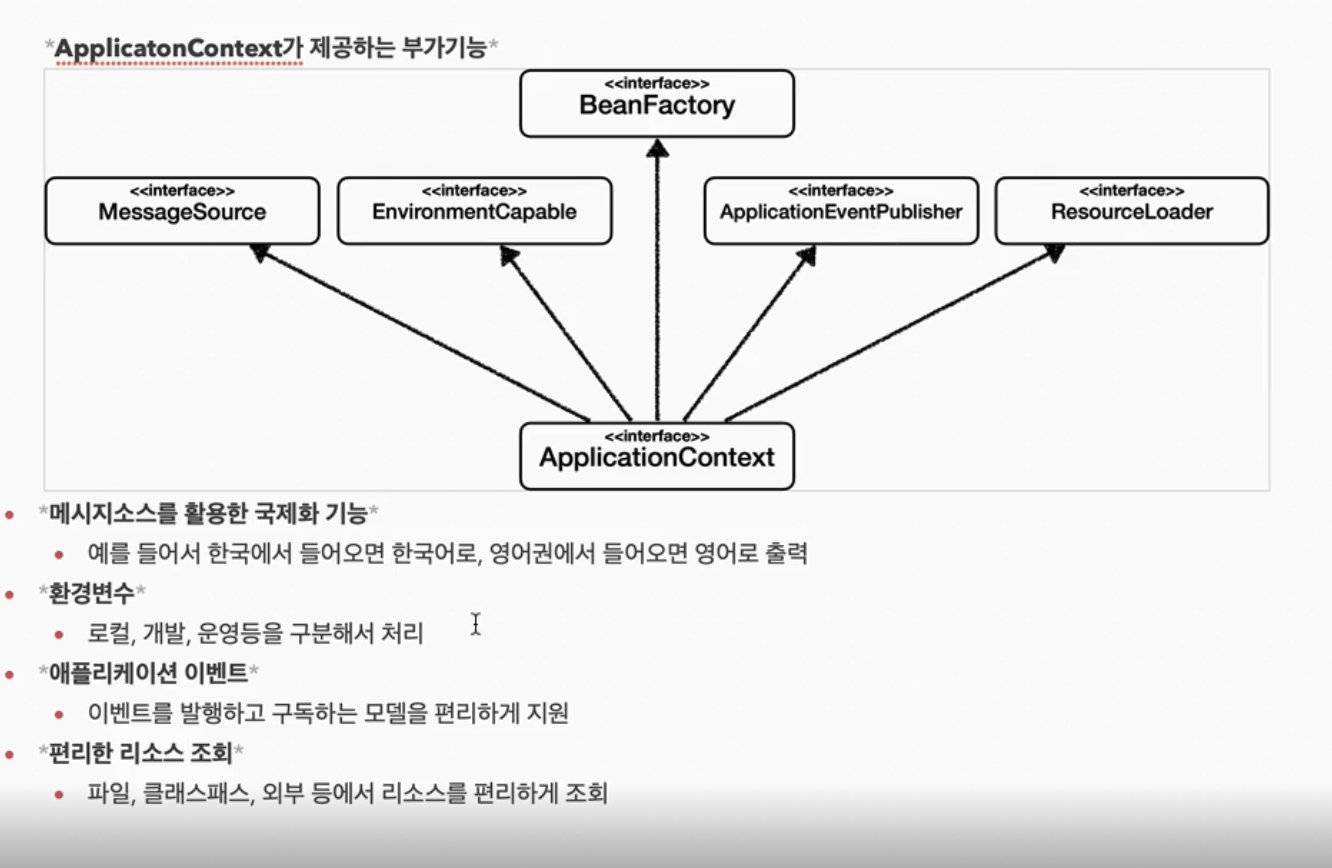 *ApplicatonContext가 제공하는 부가기능*
<<interface>>
BeanFactory
<<interface>>
MessageSource
<<interface>>
EnvironmentCapable
<<interface>>
ApplicationEventPublisher
<<interface>>
ResourceLoader
<<interface>>
ApplicationContext
• *메시지소스를 활용한 국제화 기능*
• 예를 들어서 한국에서 들어오면 한국어로, 영어권에서 들어오면 영어로 출력
• *환경변수*
• 로컬, 개발, 운영등을 구분해서 처리
• *애플리케이션 이벤트*
• 이벤트를 발행하고 구독하는 모델을 편리하게 지원
• *편리한 리소스 조회*
• 파일, 클래스패스, 외부 등에서 리소스를 편리하게 조회